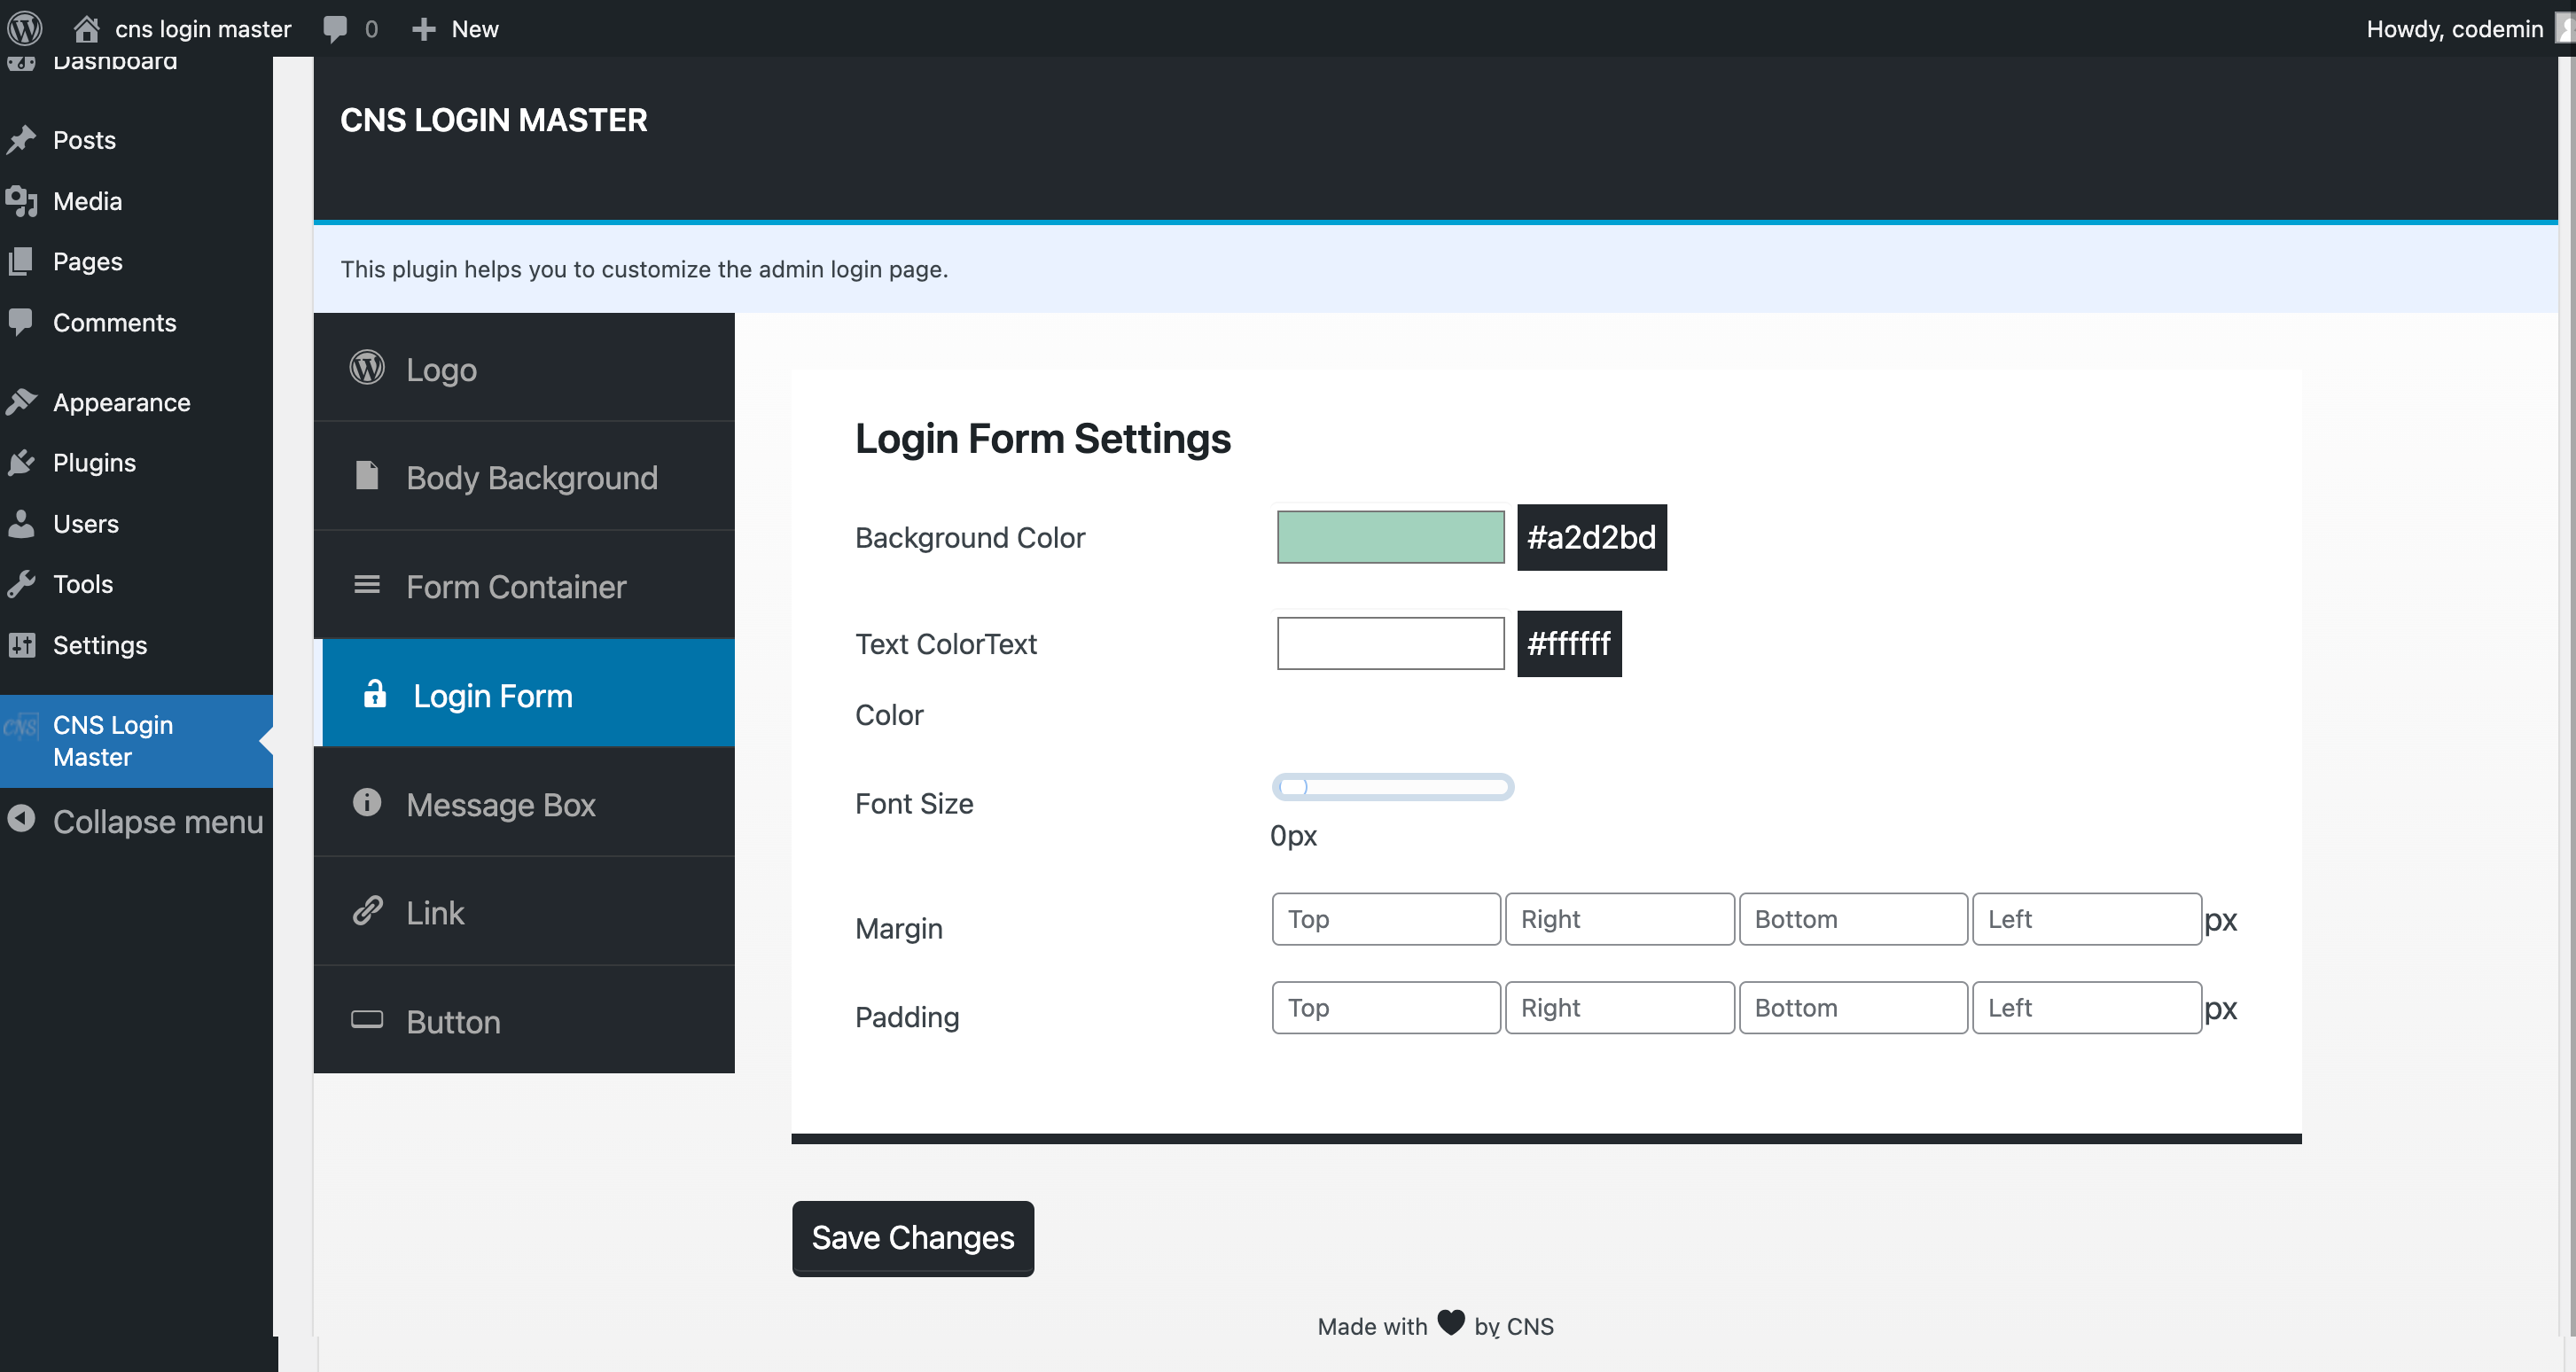 cns login master 0 New Howdy, codemin
Dashboard
Posts
Media
Pages
Comments
Appearance
Plugins
Users
Tools
Settings
CNS CNS Login
Master
Collapse menu
CNS LOGIN MASTER
This plugin helps you to customize the admin login page.
Logo
Body Background
Form Container
Login Form
Message Box
Link
Button
Login Form Settings
Background Color #a2d2bd
Text ColorText #ffffff
Color
Font Size
0px
Margin Top Right Bottom Left px
Padding Top Right Bottom Left px
Save Changes
Made with by CNS